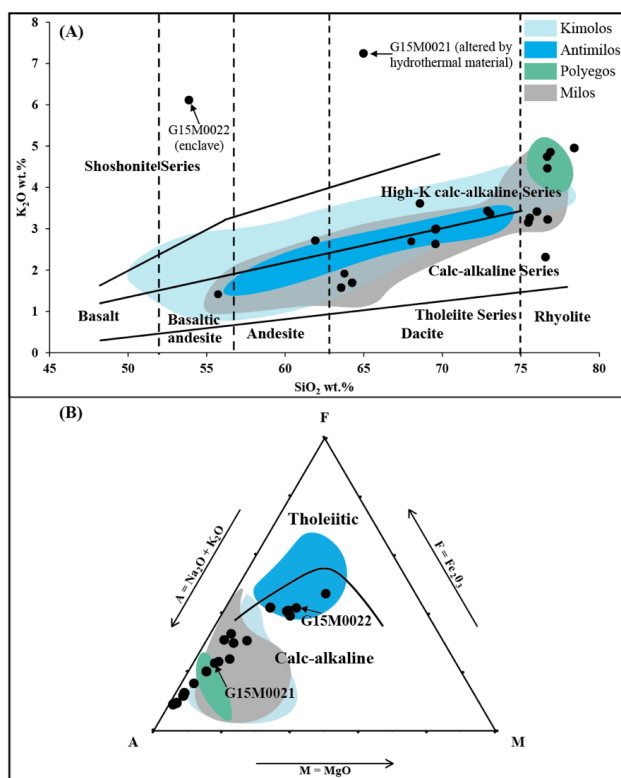 (A)
G15M0021 (altered by
hydrothermal material)
Kimolos
Antimilos
Polyegos
Milos
G15M0022
(enclave)
Shoshonite Series
High-K calc-alkaline Series
Calc-alkaline Series
Tholeiite Series
Basalt
Basaltic
andesite
Andesite
Dacite
Rhyolite
K₂O wt.%
8
7
6
5
4
3
2
1
0
45
50
55
60
65
70
75
80
SiO₂ wt.%
(B)
F
Tholeiitic
A = Na₂O + K₂O
F = Fe₂0₃
G15M0022
Calc-alkaline
G15M0021
A
M
M = MgO